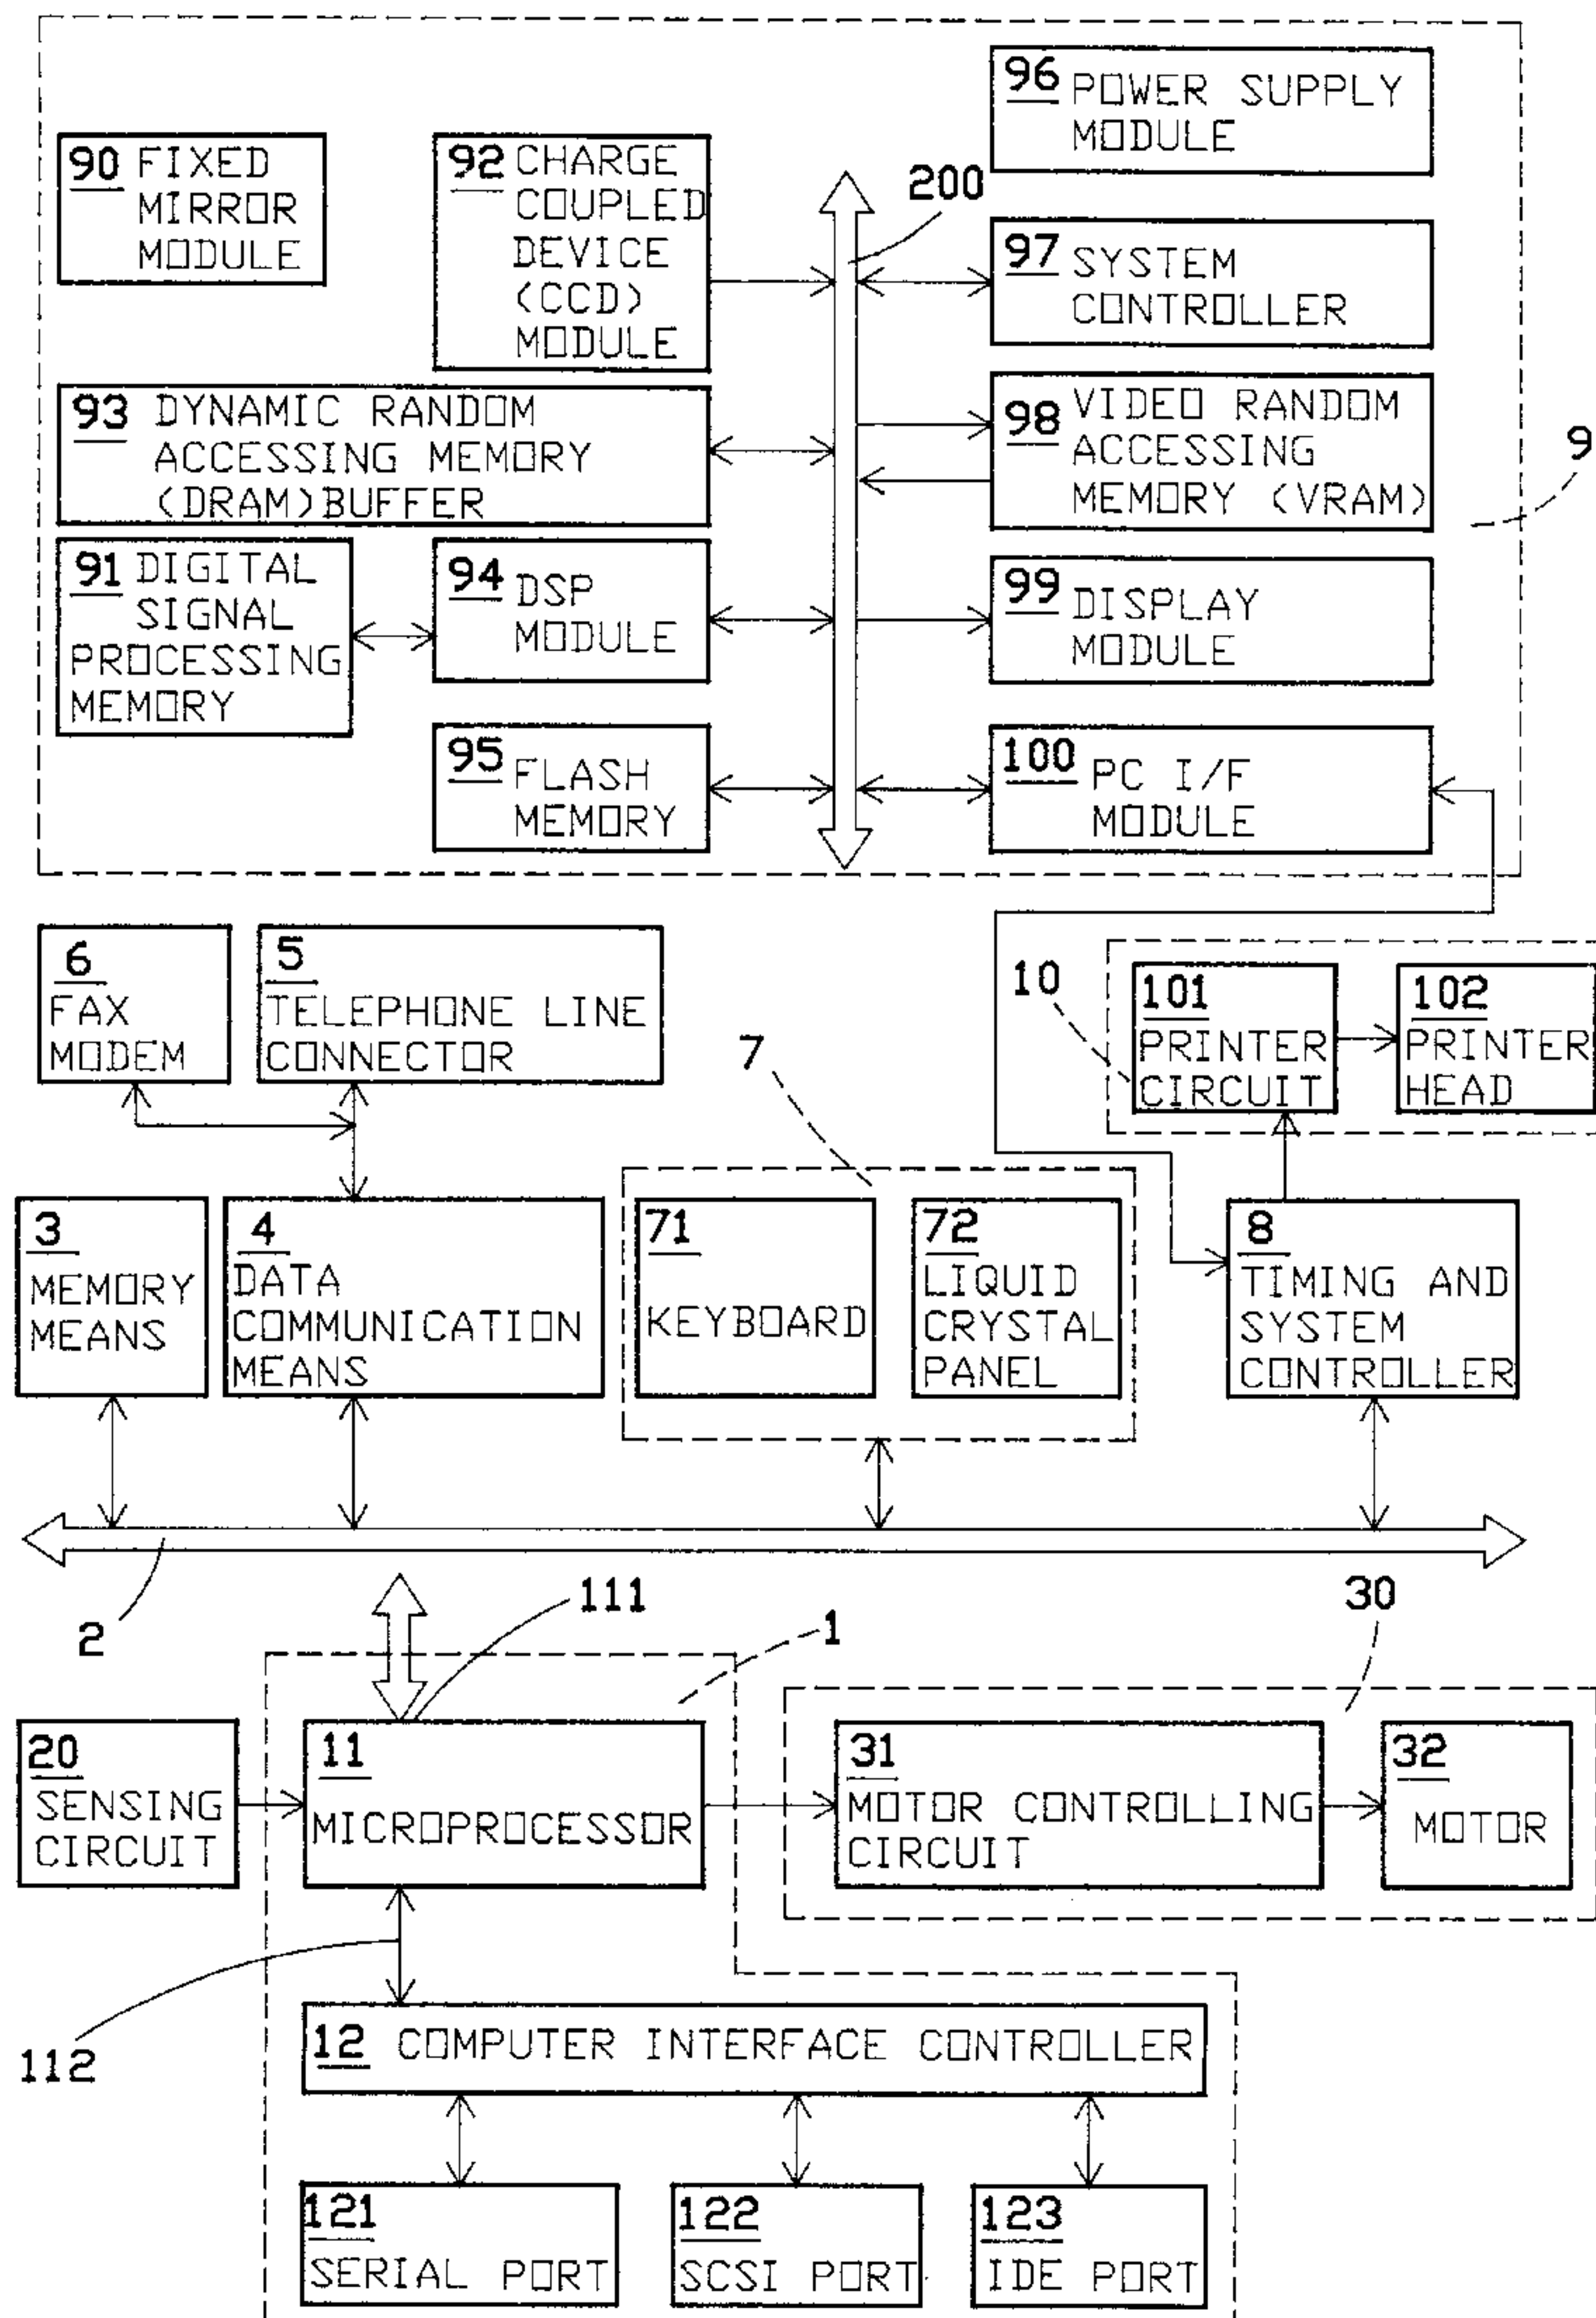 96 POWER SUPPLY
MODULE
90 FIXED
MIRROR
MODULE
92 CHARGE
COUPLED
DEVICE
(CCD)
MODULE
200
97 SYSTEM
CONTROLLER
93 DYNAMIC RANDOM
ACCESSING MEMORY
(DRAM)BUFFER
98 VIDEO RANDOM
ACCESSING
MEMORY (VRAM)
9
91 DIGITAL
SIGNAL
PROCESSING
MEMORY
94 DSP
MODULE
99 DISPLAY
MODULE
95 FLASH
MEMORY
100 PC I/F
MODULE
6
FAX
MODEM
5
TELEPHONE LINE
CONNECTOR
7
10
101
PRINTER
CIRCUIT
102
PRINTER
HEAD
3
MEMORY
MEANS
4
DATA
COMMUNICATION
MEANS
71
KEYBOARD
72
LIQUID
CRYSTAL
PANEL
8
TIMING AND
SYSTEM
CONTROLLER
2
111
1
30
20
SENSING
CIRCUIT
11
MICROPROCESSOR
31
MOTOR CONTROLLING
CIRCUIT
32
MOTOR
112
12 COMPUTER INTERFACE CONTROLLER
121
SERIAL PORT
122
SCSI PORT
123
IDE PORT